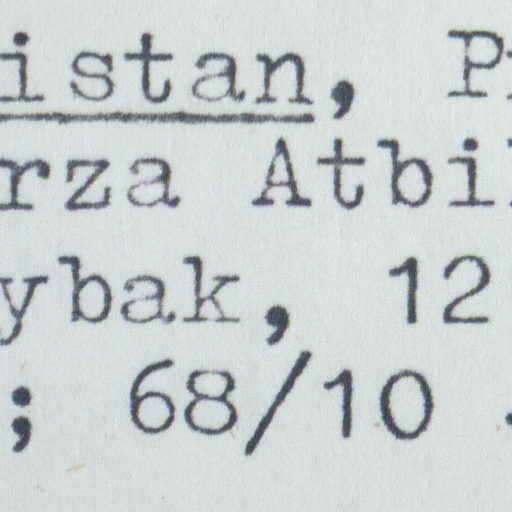 istan, P
rza Atbi
ybak, 12
; 68/10